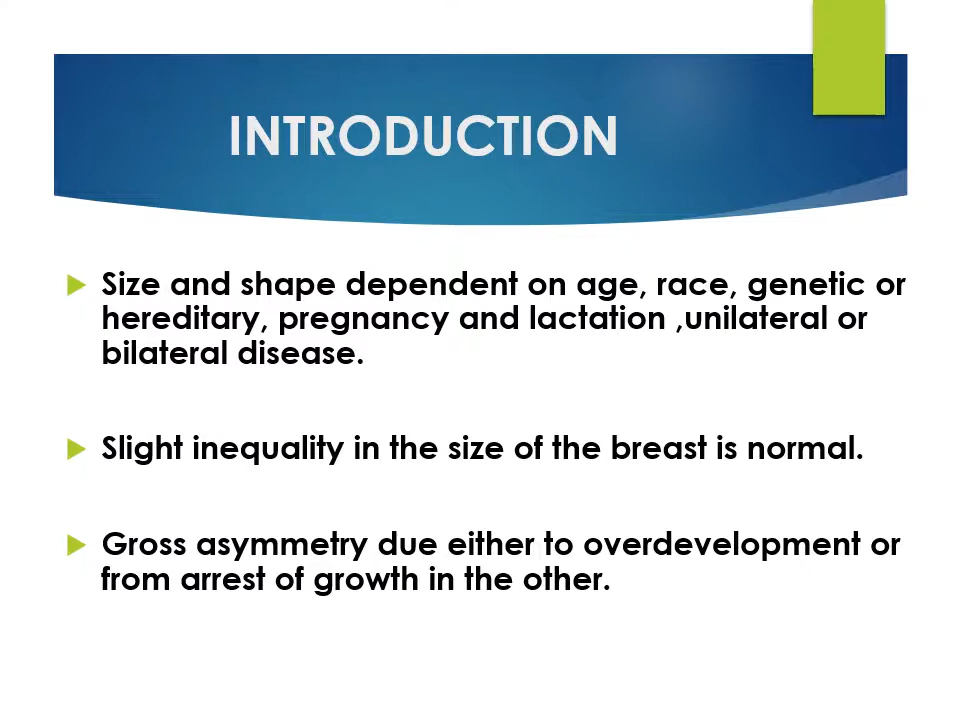 INTRODUCTION
Size and shape dependent on age, race, genetic or
hereditary, pregnancy and lactation ,unilateral or
bilateral disease.
Slight inequality in the size of the breast is normal.
Gross asymmetry due either to overdevelopment or
from arrest of growth in the other.